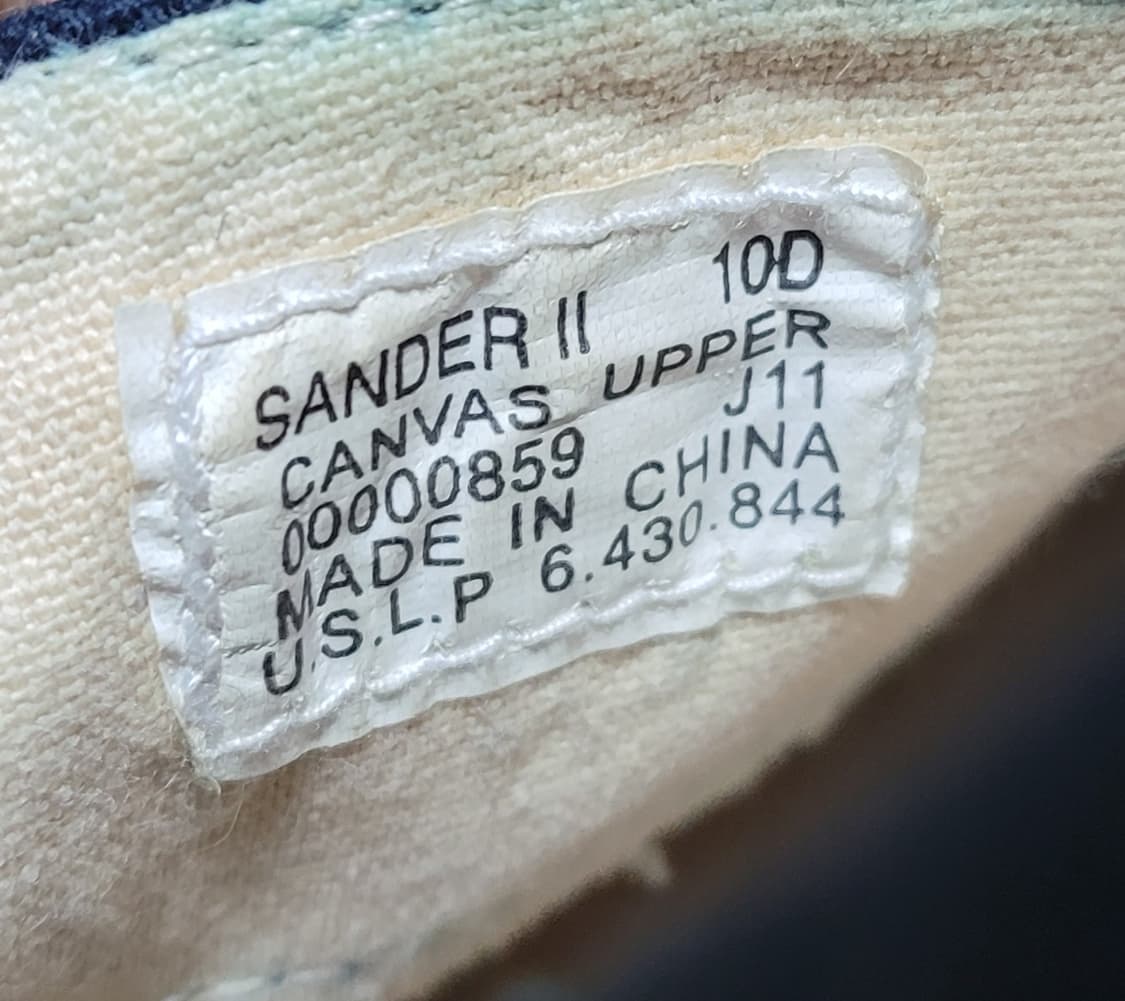 10D
SANDER II
CANVAS UPPER
00000859 J11
MADE IN CHINA
U.S.L.P 6.430.844